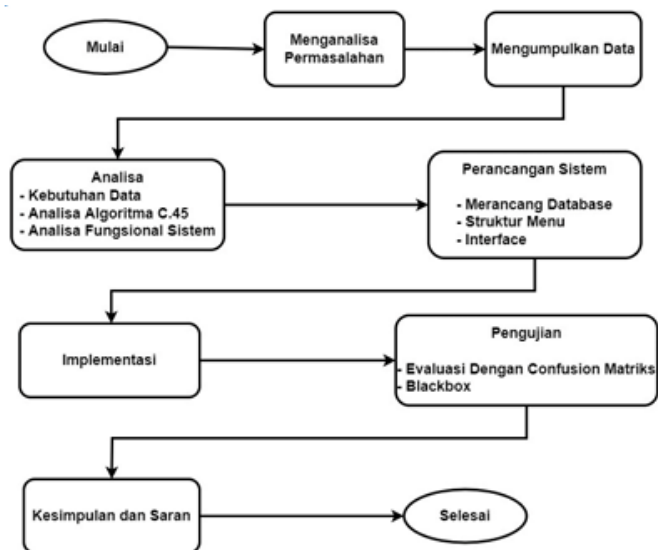 Mulai
Menganalisa
Permasalahan
Mengumpulkan Data
Analisa
- Kebutuhan Data
- Analisa Algoritma C.45
- Analisa Fungsional Sistem
Perancangan Sistem
- Merancang Database
- Struktur Menu
- Interface
Implementasi
Pengujian
- Evaluasi Dengan Confusion Matriks
- Blackbox
Kesimpulan dan Saran
Selesai